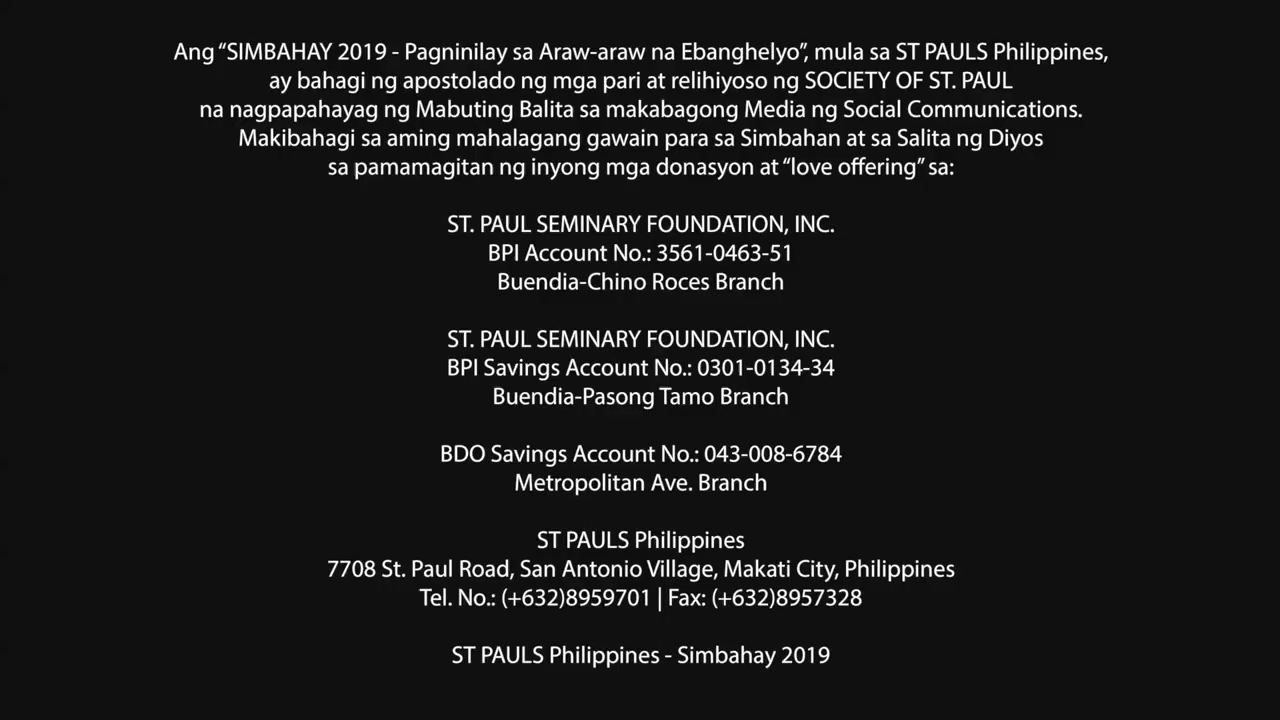 Ang “SIMBAHAY 2019 - Pagninilay sa Araw-araw na Ebanghelyo”, mula sa ST PAULS Philippines,
ay bahagi ng apostolado ng mga pari at relihiyoso ng SOCIETY OF ST. PAUL
na nagpapahayag ng Mabuting Balita sa makabagong Media ng Social Communications.
Makibahagi sa aming mahalagang gawain para sa Simbahan at sa Salita ng Diyos
sa pamamagitan ng inyong mga donasyon at “love offering” sa:
ST. PAUL SEMINARY FOUNDATION, INC.
BPI Account No.: 3561-0463-51
Buendia-Chino Roces Branch
ST. PAUL SEMINARY FOUNDATION, INC.
BPI Savings Account No.: 0301-0134-34
Buendia-Pasong Tamo Branch
BDO Savings Account No.: 043-008-6784
Metropolitan Ave. Branch
ST PAULS Philippines
7708 St. Paul Road, San Antonio Village, Makati City, Philippines
Tel. No.: (+632)8959701 | Fax: (+632)8957328
ST PAULS Philippines - Simbahay 2019